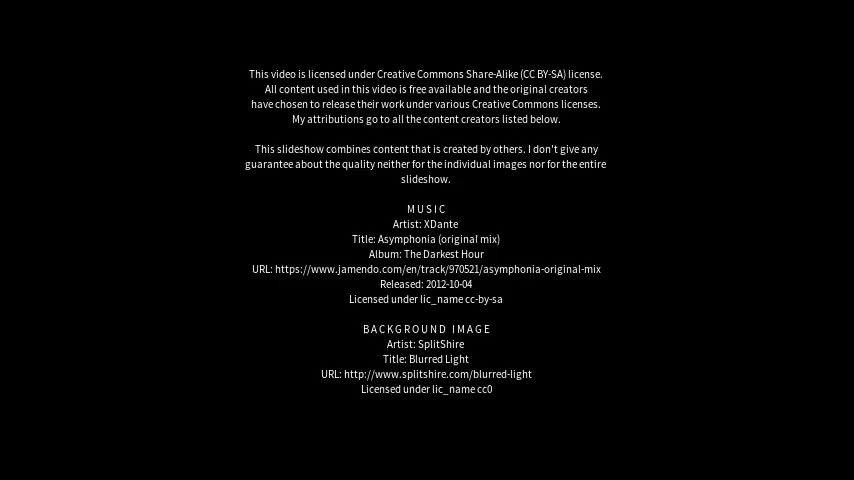 This video is licensed under Creative Commons Share-Alike (CC BY-SA) license.
All content used in this video is free available and the original creators
have chosen to release their work under various Creative Commons licenses.
My attributions go to all the content creators listed below.
This slideshow combines content that is created by others. I don't give any
guarantee about the quality neither for the individual images nor for the entire
slideshow.
MUSIC
Artist: XDante
Title: Asymphonia (original mix)
Album: The Darkest Hour
URL: https://www.jamendo.com/en/track/970521/asymphonia-original-mix
Released: 2012-10-04
Licensed under lic_name cc-by-sa
BACKGROUND IMAGE
Artist: SplitShire
Title: Blurred Light
URL: http://www.splitshire.com/blurred-light
Licensed under lic_name cc0